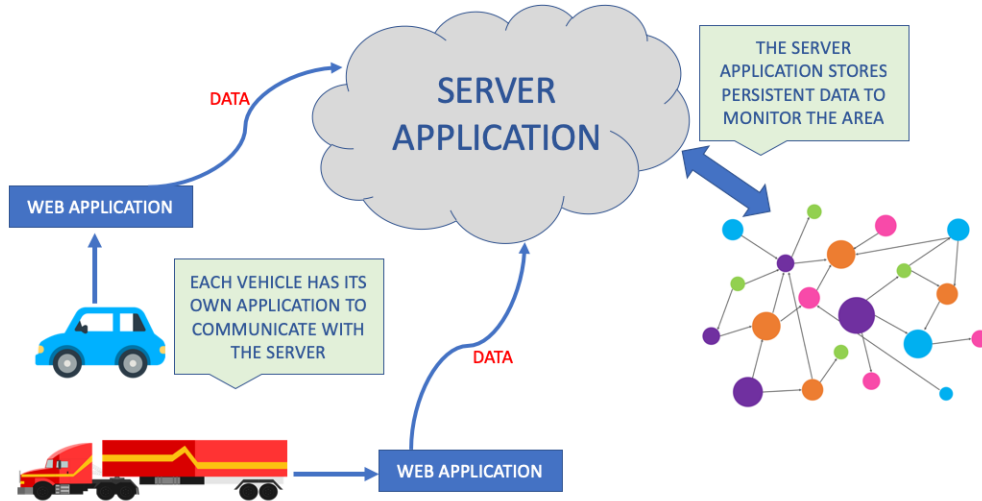 SERVER
APPLICATION
THE SERVER
APPLICATION STORES
PERSISTENT DATA TO
MONITOR THE AREA
DATA
WEB APPLICATION
EACH VEHICLE HAS ITS
OWN APPLICATION TO
COMMUNICATE WITH
THE SERVER
DATA
WEB APPLICATION